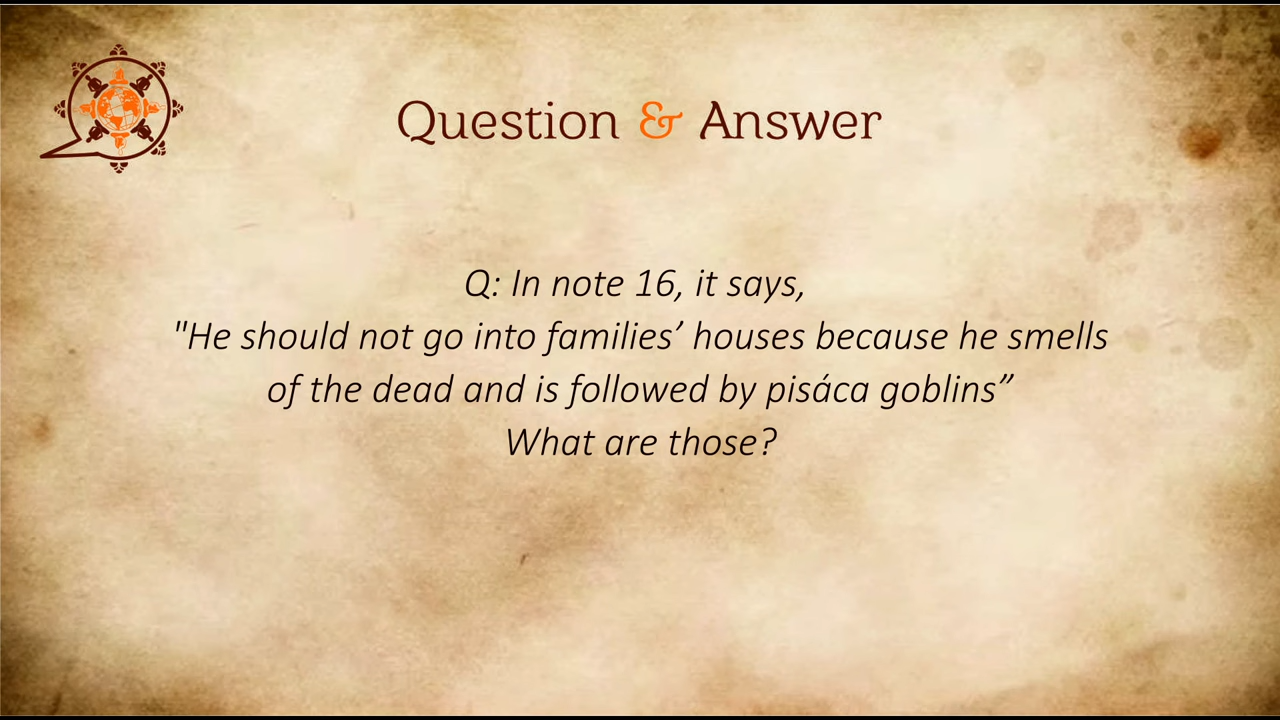 Question & Answer
Q: In note 16, it says,
"He should not go into families’ houses because he smells
of the dead and is followed by pisáca goblins”
What are those?